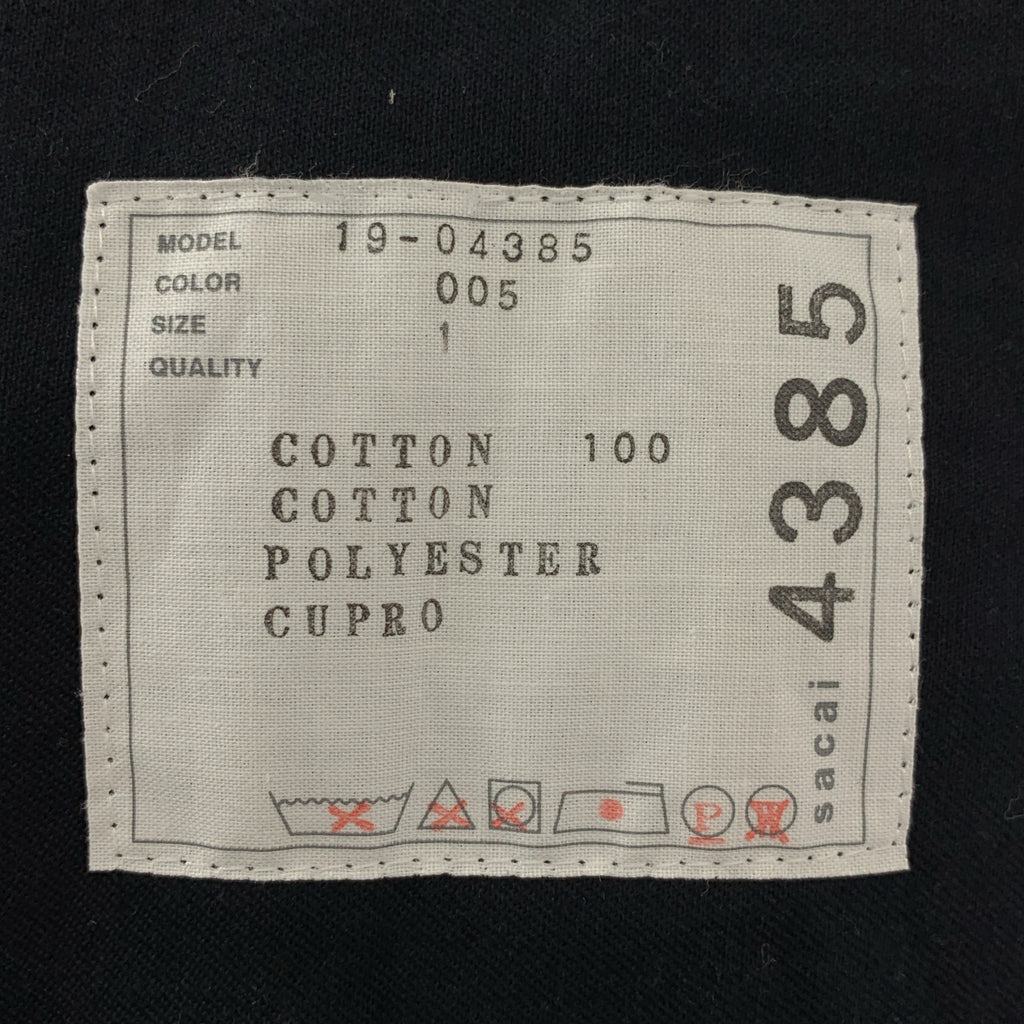 MODEL 19-04385
COLOR 005
SIZE 1
QUALITY
COTTON 100
COTTON
POLYESTER
CUPRO
P
W
sacai 4385